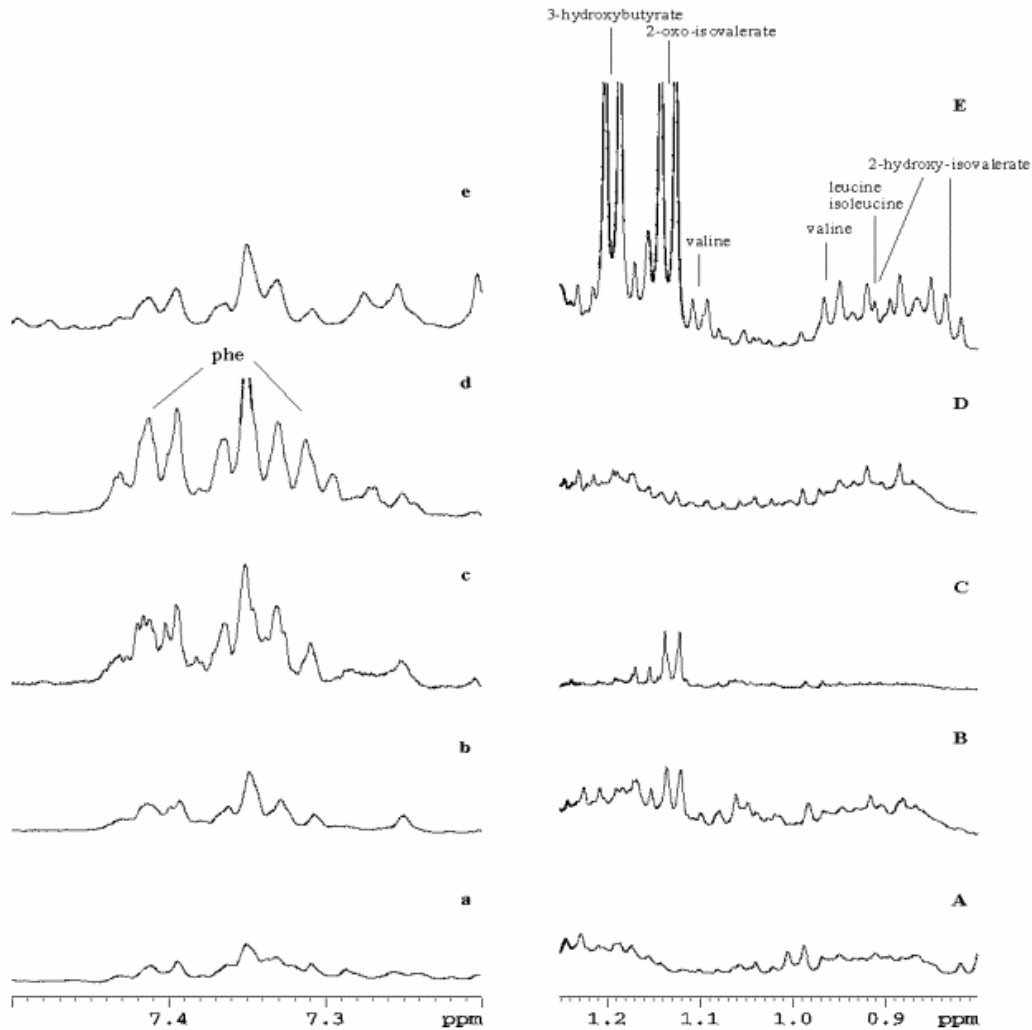 3-hydroxybutyrate
2-oxo-isovalerate
E
2-hydroxy-isovalerate
e
leucine
isoleucine
valine
valine
phe
d
D
c
C
b
B
a
A
7.4 7.3 ppm
1.2 1.1 1.0 0.9 ppm